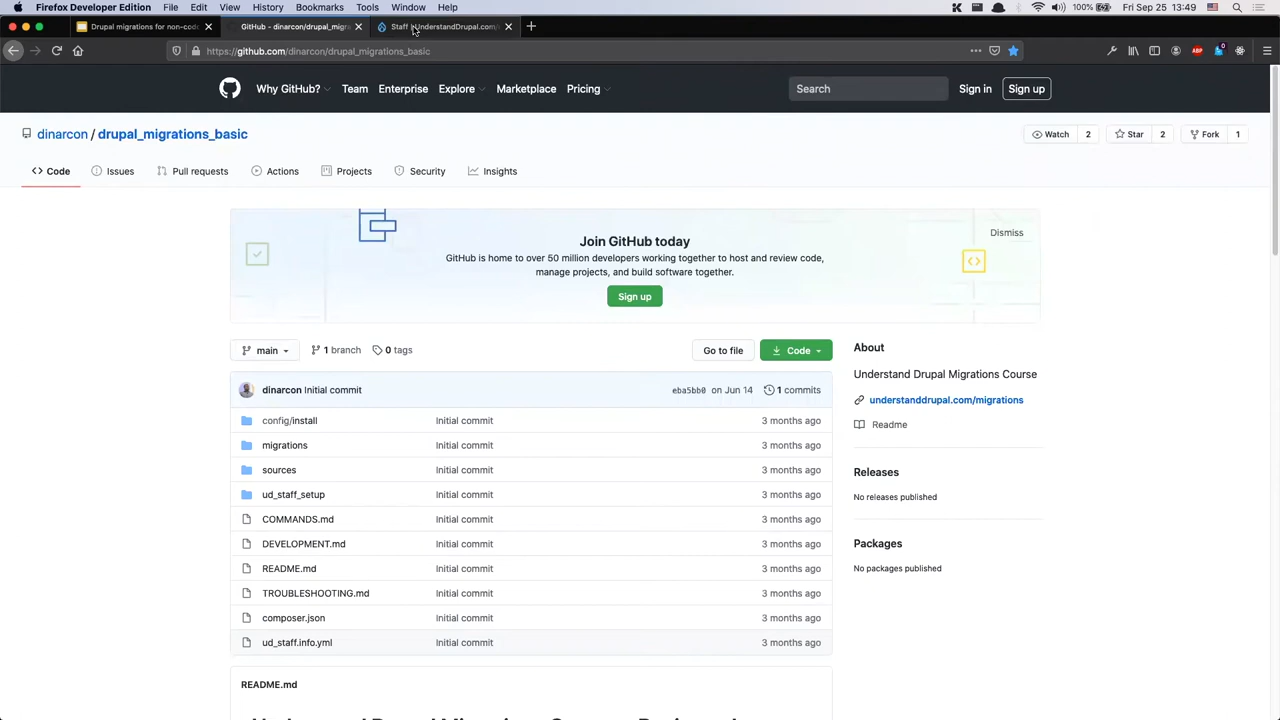 Firefox Developer Edition File Edit View History Bookmarks Tools Window Help 100% Fri Sep 25 13:49
Drupal migrations for non-cod GitHub - dinarcon/drupal_migra Staff | UnderstandDrupal.com/
https://github.com/dinarcon/drupal_migrations_basic
Why GitHub? Team Enterprise Explore Marketplace Pricing Search Sign in Sign up
dinarcon / drupal_migrations_basic Watch 2 Star 2 Fork 1
Code Issues Pull requests Actions Projects Security Insights
Join GitHub today Dismiss
GitHub is home to over 50 million developers working together to host and review code,
manage projects, and build software together.
Sign up
main 1 branch 0 tags Go to file Code
dinarcon Initial commit eba5bb0 on Jun 14 1 commits
config/install Initial commit 3 months ago
migrations Initial commit 3 months ago
sources Initial commit 3 months ago
ud_staff_setup Initial commit 3 months ago
COMMANDS.md Initial commit 3 months ago
DEVELOPMENT.md Initial commit 3 months ago
README.md Initial commit 3 months ago
TROUBLESHOOTING.md Initial commit 3 months ago
composer.json Initial commit 3 months ago
ud_staff.info.yml Initial commit 3 months ago
README.md
About
Understand Drupal Migrations Course
understanddrupal.com/migrations
Readme
Releases
No releases published
Packages
No packages published